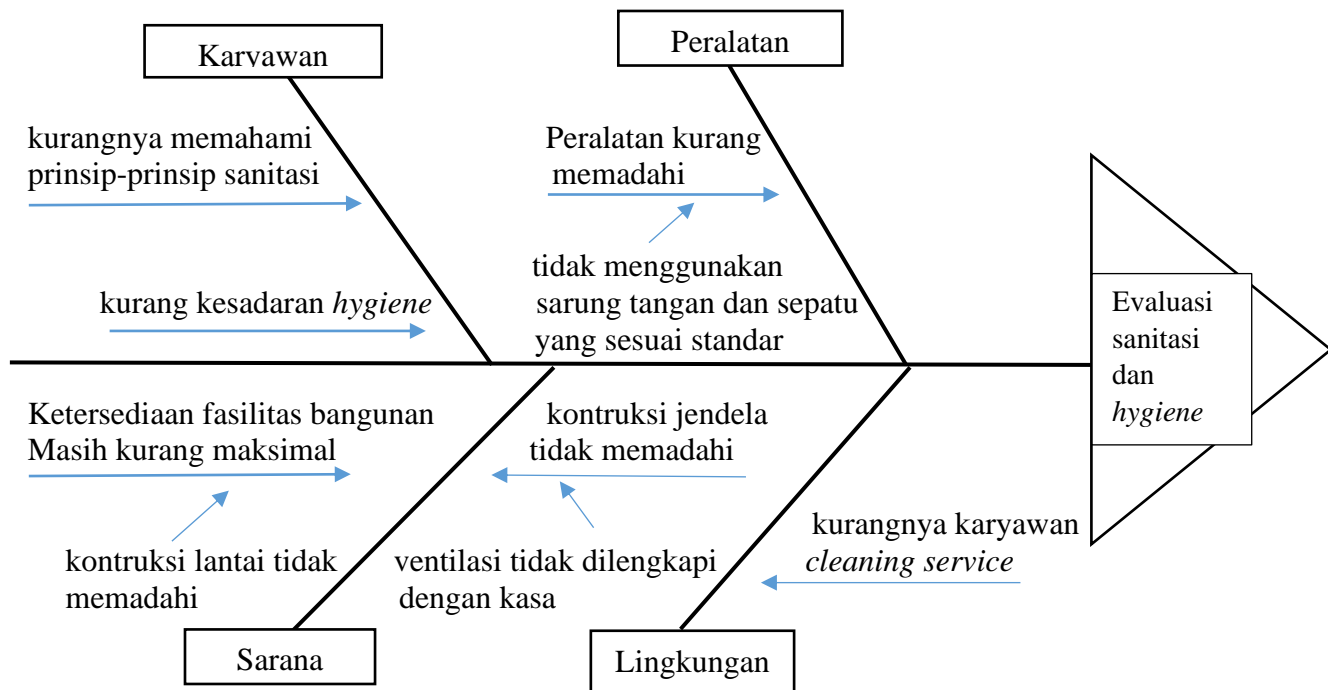 Karyawan
Peralatan
kurangnya memahami
prinsip-prinsip sanitasi
kurang kesadaran hygiene
Peralatan kurang
memadahi
tidak menggunakan
sarung tangan dan sepatu
yang sesuai standar
Evaluasi
sanitasi
dan
hygiene
Ketersediaan fasilitas bangunan
Masih kurang maksimal
kontruksi lantai tidak
memadahi
kontruksi jendela
tidak memadahi
ventilasi tidak dilengkapi
dengan kasa
kurangnya karyawan
cleaning service
Sarana
Lingkungan